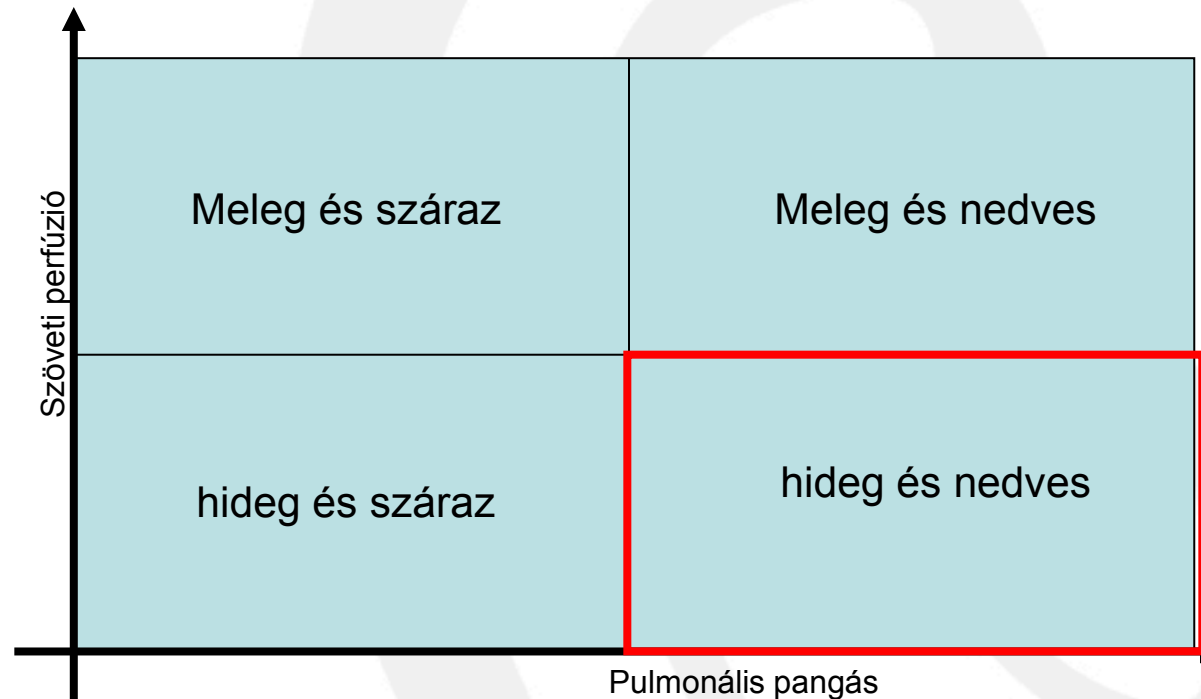 Szöveti perfúzió
Meleg és száraz
Meleg és nedves
hideg és száraz
hideg és nedves
Pulmonális pangás